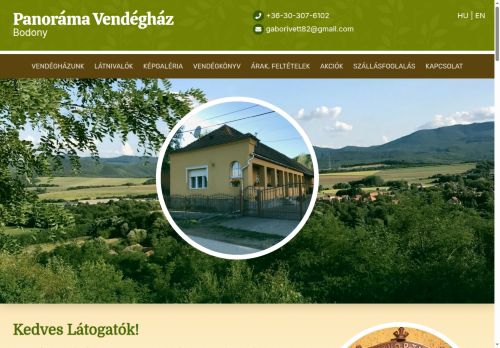 Panoráma Vendégház
Bodony
+36-30-307-6102
gaborivett82@gmail.com
HU | EN
VENDÉGHÁZUNK LÁTNIVALÓK KÉPGALÉRIA VENDÉGKÖNYV ÁRAK, FELTÉTELEK AKCIÓK SZÁLLÁSFOGLALÁS KAPCSOLAT
Kedves Látogatók!